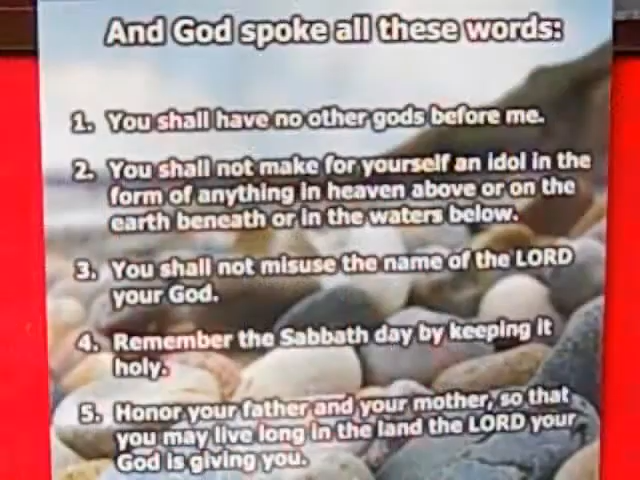 And God spoke all these words:
1. You shall have no other gods before me.
2. You shall not make for yourself an idol in the
form of anything in heaven above or on the
earth beneath or in the waters below.
3. You shall not misuse the name of the LORD
your God.
4. Remember the Sabbath day by keeping it
holy.
5. Honor your father and your mother, so that
you may live long in the land the LORD your
God is giving you.